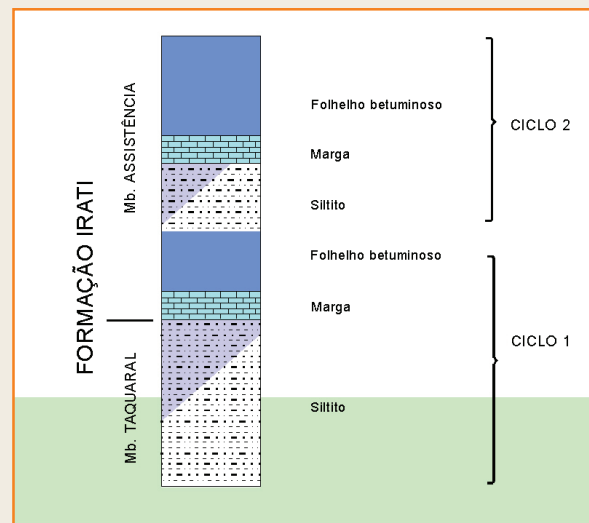 FORMAÇÃO IRATI
Mb. ASSISTÊNCIA
Mb. TAQUARAL
Folhelho betuminoso
Marga
Siltito
CICLO 2
Folhelho betuminoso
Marga
Siltito
CICLO 1